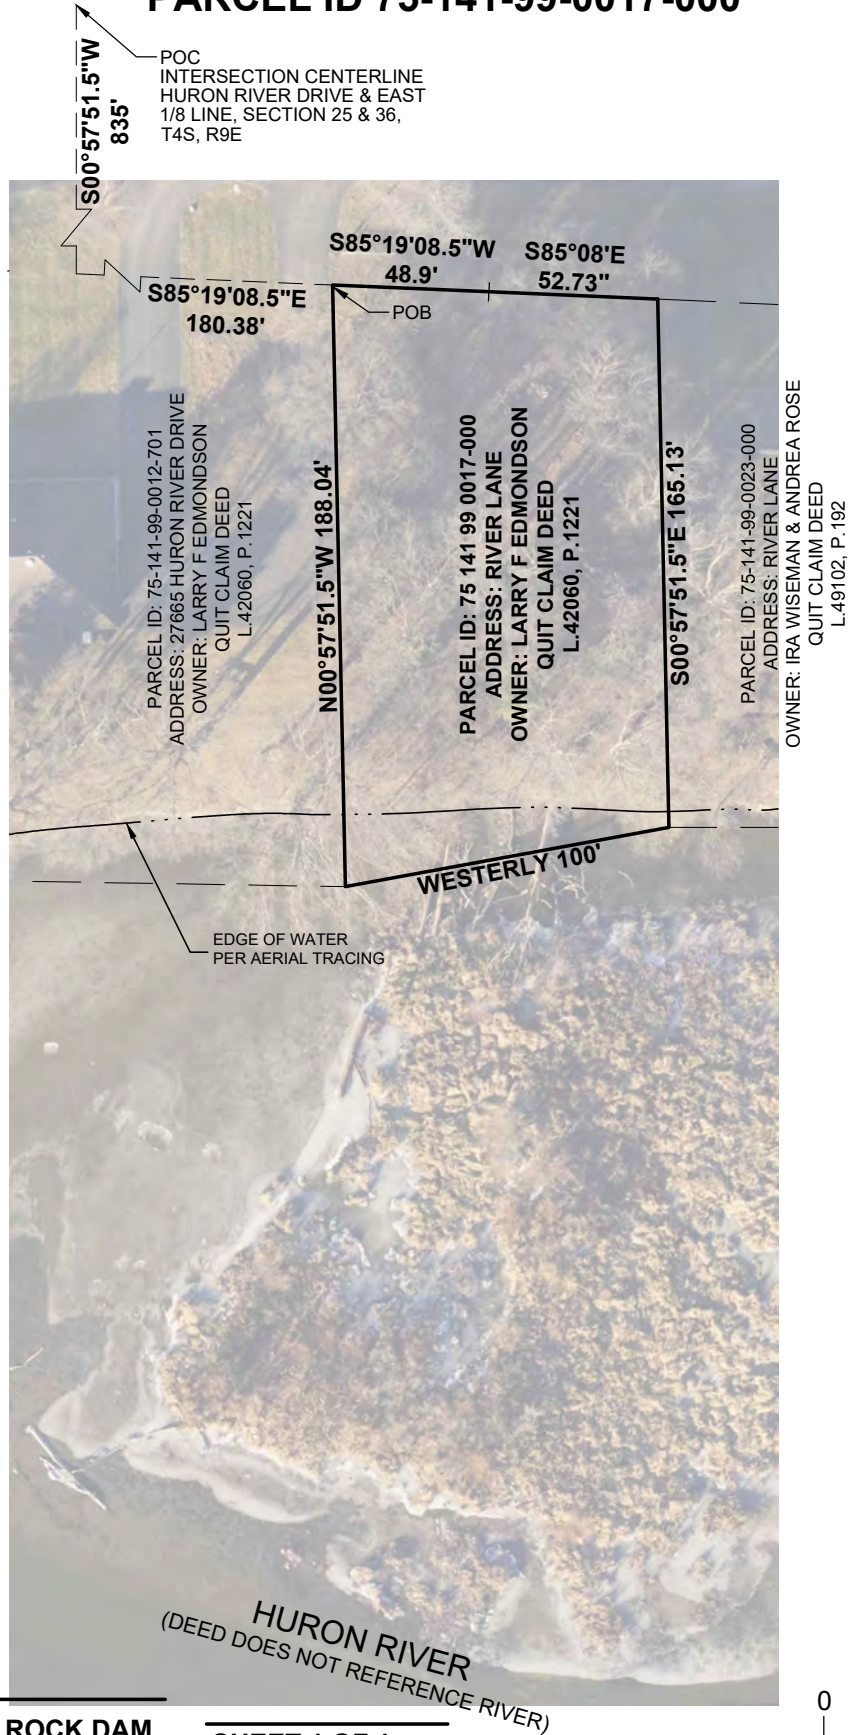 PARCEL ID 75-141-99-0017-000
POC
INTERSECTION CENTERLINE
HURON RIVER DRIVE & EAST
1/8 LINE, SECTION 25 & 36,
T4S, R9E
S00°57'51.5"W
835'
S85°19'08.5"W
48.9'
S85°08'E
52.73"
S85°19'08.5"E
180.38'
POB
PARCEL ID: 75-141-99-0012-701
ADDRESS: 27665 HURON RIVER DRIVE
OWNER: LARRY F EDMONDSON
QUIT CLAIM DEED
L.42060, P.1221
N00°57'51.5"W 188.04'
PARCEL ID: 75 141 99 0017-000
ADDRESS: RIVER LANE
OWNER: LARRY F EDMONDSON
QUIT CLAIM DEED
L.42060, P.1221
S00°57'51.5"E 165.13'
PARCEL ID: 75-141-99-0023-000
ADDRESS: RIVER LANE
OWNER: IRA WISEMAN & ANDREA ROSE
QUIT CLAIM DEED
L.49102, P.192
WESTERLY 100'
EDGE OF WATER
PER AERIAL TRACING
HURON RIVER
(DEED DOES NOT REFERENCE RIVER)
0
ROCK DAM